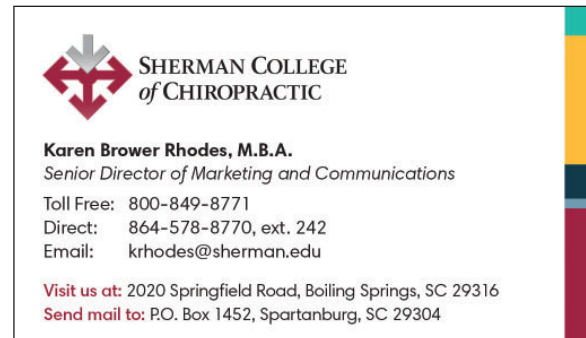 SHERMAN COLLEGE
of CHIROPRACTIC
Karen Brower Rhodes, M.B.A.
Senior Director of Marketing and Communications
Toll Free: 800-849-8771
Direct: 864-578-8770, ext. 242
Email: krhodes@sherman.edu
Visit us at: 2020 Springfield Road, Boiling Springs, SC 29316
Send mail to: P.O. Box 1452, Spartanburg, SC 29304